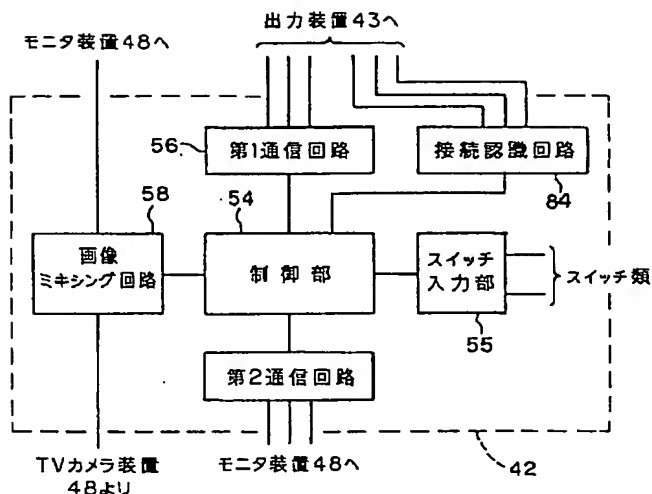 出力装置43へ
モニタ装置48へ
56
第1通信回路
接続認識回路
84
58
54
画像
ミキシング回路
制御部
スイッチ
入力部
スイッチ類
55
第2通信回路
TVカメラ装置
48より
モニタ装置48へ
42